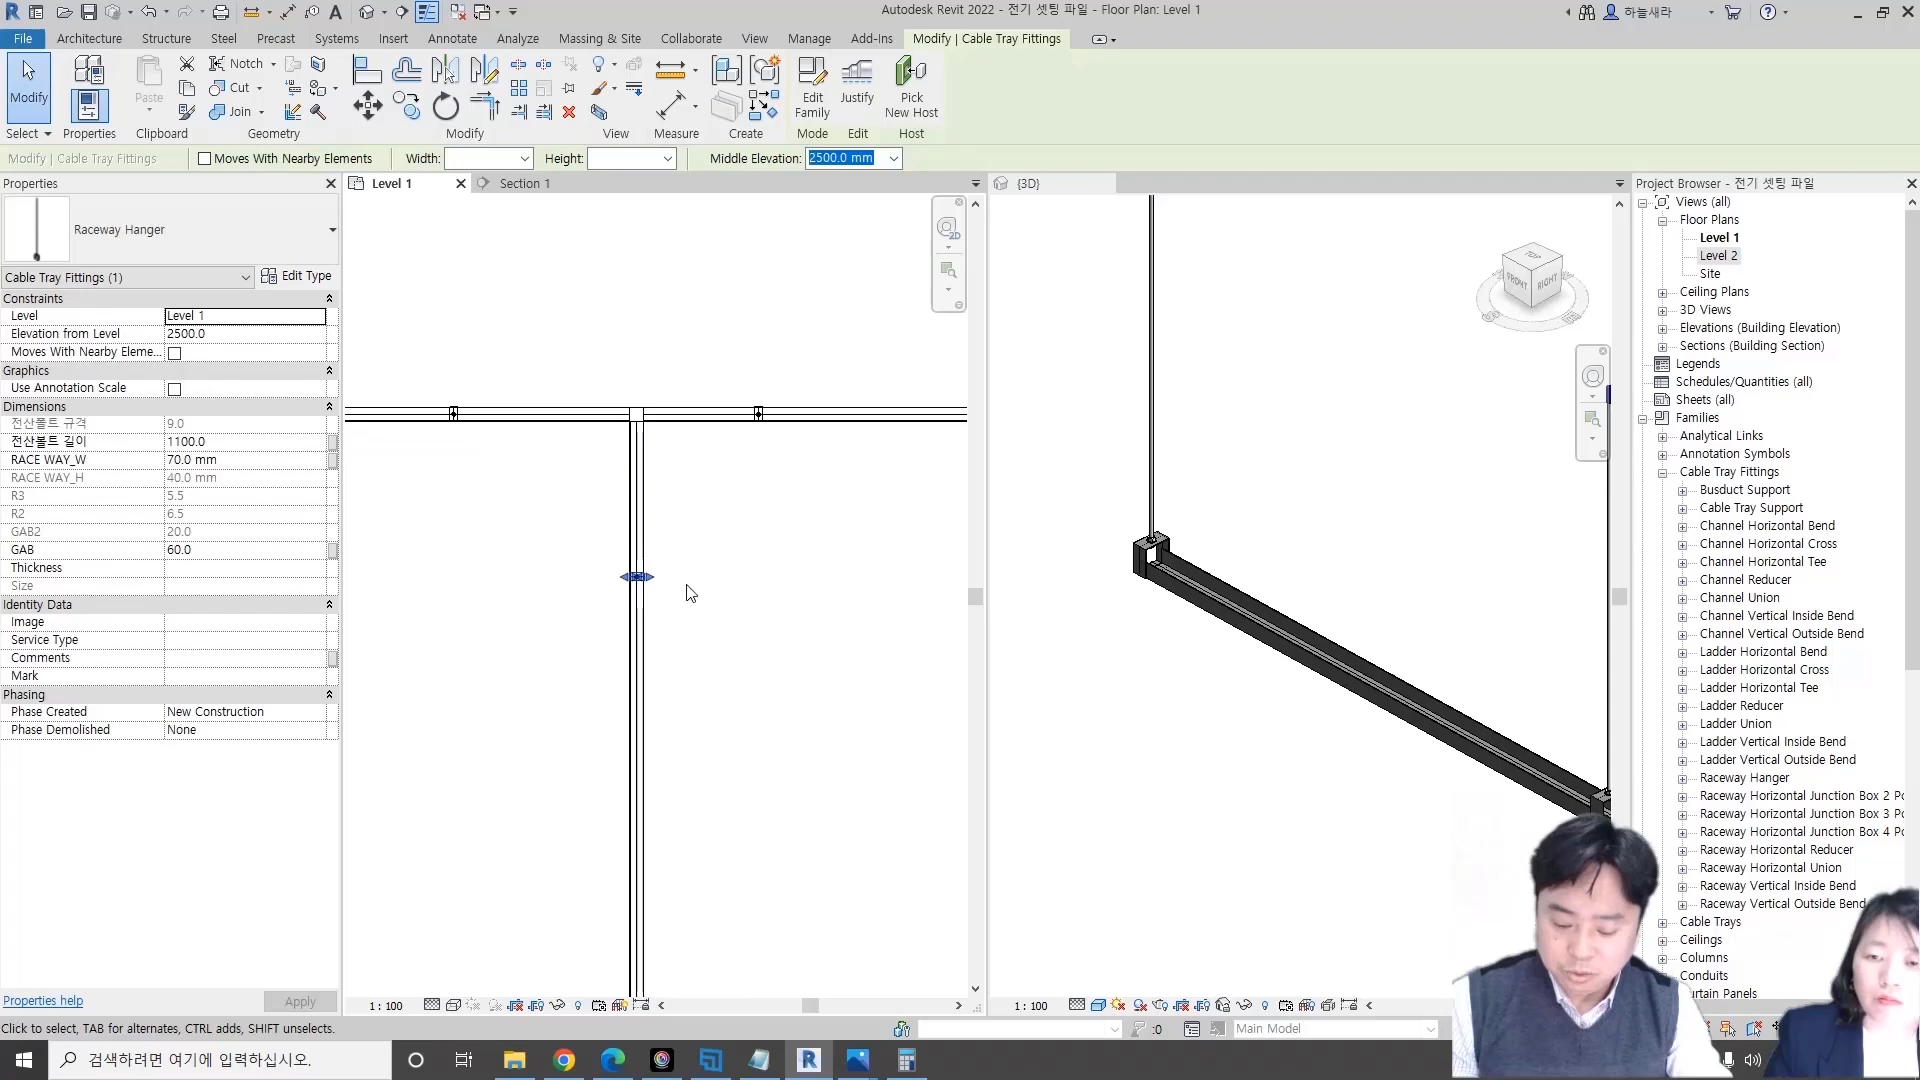 Autodesk Revit 2022 - 전기 셋팅 파일 - Floor Plan: Level 1
하늘새라
File
Architecture
Structure
Steel
Precast
Systems
Insert
Annotate
Analyze
Massing & Site
Collaborate
View
Manage
Add-Ins
Modify | Cable Tray Fittings
Modify
Paste
Notch
Cut
Join
Edit
Family
Justify
Pick
New Host
Select
Properties
Clipboard
Geometry
Modify
View
Measure
Create
Mode
Edit
Host
Modify | Cable Tray Fittings
Moves With Nearby Elements
Width:
Height:
Middle Elevation:
2500.0 mm
Properties
Raceway Hanger
Cable Tray Fittings (1)
Edit Type
Constraints
Level
Level 1
Elevation from Level
2500.0
Moves With Nearby Eleme...
Graphics
Use Annotation Scale
Dimensions
전산볼트 규격
9.0
전산볼트 길이
1100.0
RACE WAY_W
70.0 mm
RACE WAY_H
40.0 mm
R3
5.5
R2
6.5
GAB2
20.0
GAB
60.0
Thickness
Size
Identity Data
Image
Service Type
Comments
Mark
Phasing
Phase Created
New Construction
Phase Demolished
None
Properties help
Apply
Level 1
Section 1
2D
1 : 100
{3D}
TOP
FRONT
RIGHT
1 : 100
Project Browser - 전기 셋팅 파일
Views (all)
Floor Plans
Level 1
Level 2
Site
Ceiling Plans
3D Views
Elevations (Building Elevation)
Sections (Building Section)
Legends
Schedules/Quantities (all)
Sheets (all)
Families
Analytical Links
Annotation Symbols
Cable Tray Fittings
Busduct Support
Cable Tray Support
Channel Horizontal Bend
Channel Horizontal Cross
Channel Horizontal Tee
Channel Reducer
Channel Union
Channel Vertical Inside Bend
Channel Vertical Outside Bend
Ladder Horizontal Bend
Ladder Horizontal Cross
Ladder Horizontal Tee
Ladder Reducer
Ladder Union
Ladder Vertical Inside Bend
Ladder Vertical Outside Bend
Raceway Hanger
Raceway Horizontal Junction Box 2 Po
Raceway Horizontal Junction Box 3 Po
Raceway Horizontal Junction Box 4 Po
Raceway Horizontal Reducer
Raceway Horizontal Union
Raceway Vertical Inside Bend
Raceway Vertical Outside Bend
Cable Trays
Ceilings
Columns
Conduits
urtain Panels
Click to select, TAB for alternates, CTRL adds, SHIFT unselects.
:0
Main Model
검색하려면 여기에 입력하십시오.